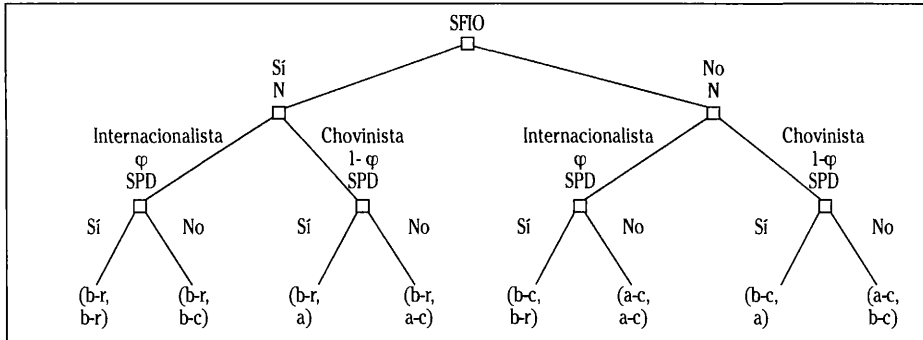 SFIO
Sí
N
No
N
Internacionalista
φ
SPD
Chovinista
1- φ
SPD
Internacionalista
φ
SPD
Chovinista
1-φ
SPD
Sí
No
Sí
No
Sí
No
Sí
No
(b-r,
b-r)
(b-r,
b-c)
(b-r,
a)
(b-r,
a-c)
(b-c,
b-r)
(a-c,
a-c)
(b-c,
a)
(a-c,
b-c)